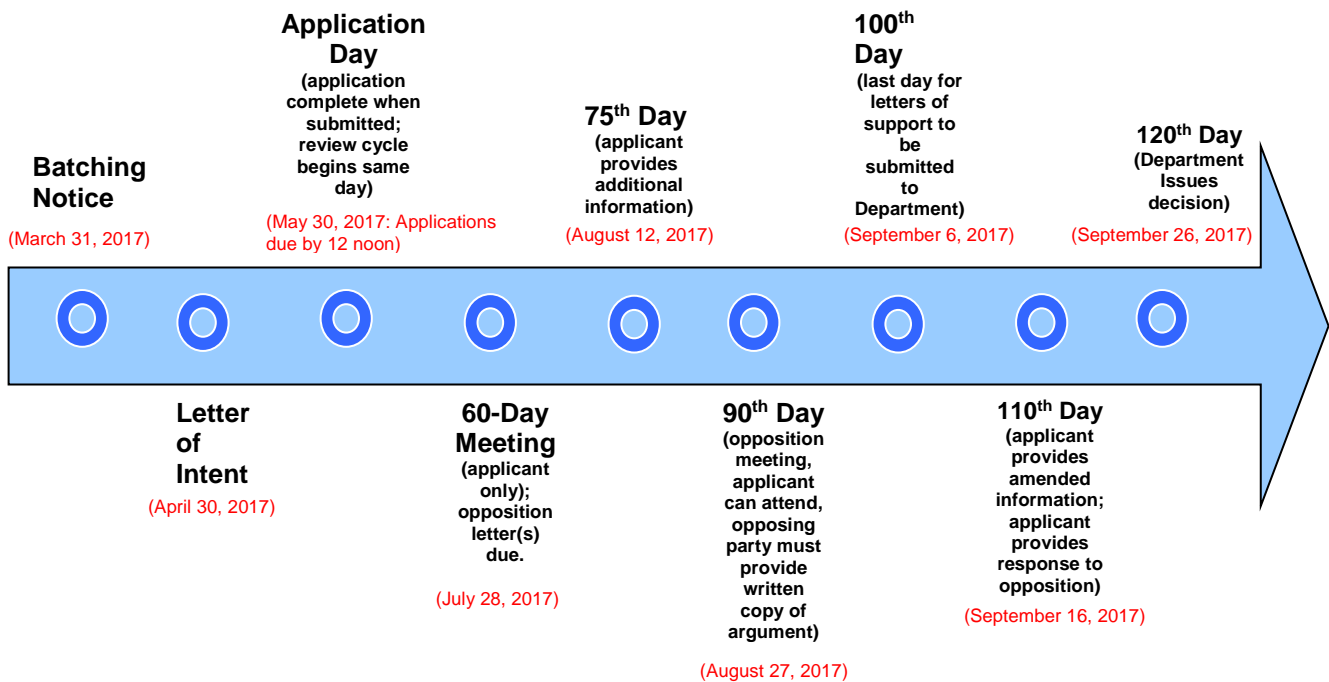 Batching
Notice
(March 31, 2017)
Letter
of
Intent
(April 30, 2017)
Application
Day
(application
complete when
submitted;
review cycle
begins same
day)
(May 30, 2017: Applications
due by 12 noon)
60-Day
Meeting
(applicant
only);
opposition
letter(s)
due.
(July 28, 2017)
75th Day
(applicant
provides
additional
information)
(August 12, 2017)
90th Day
(opposition
meeting,
applicant
can attend,
opposing
party must
provide
written
copy of
argument)
(August 27, 2017)
100th
Day
(last day for
letters of
support to
be
submitted
to
Department)
(September 6, 2017)
110th Day
(applicant
provides
amended
information;
applicant
provides
response to
opposition)
(September 16, 2017)
120th Day
(Department
Issues
decision)
(September 26, 2017)